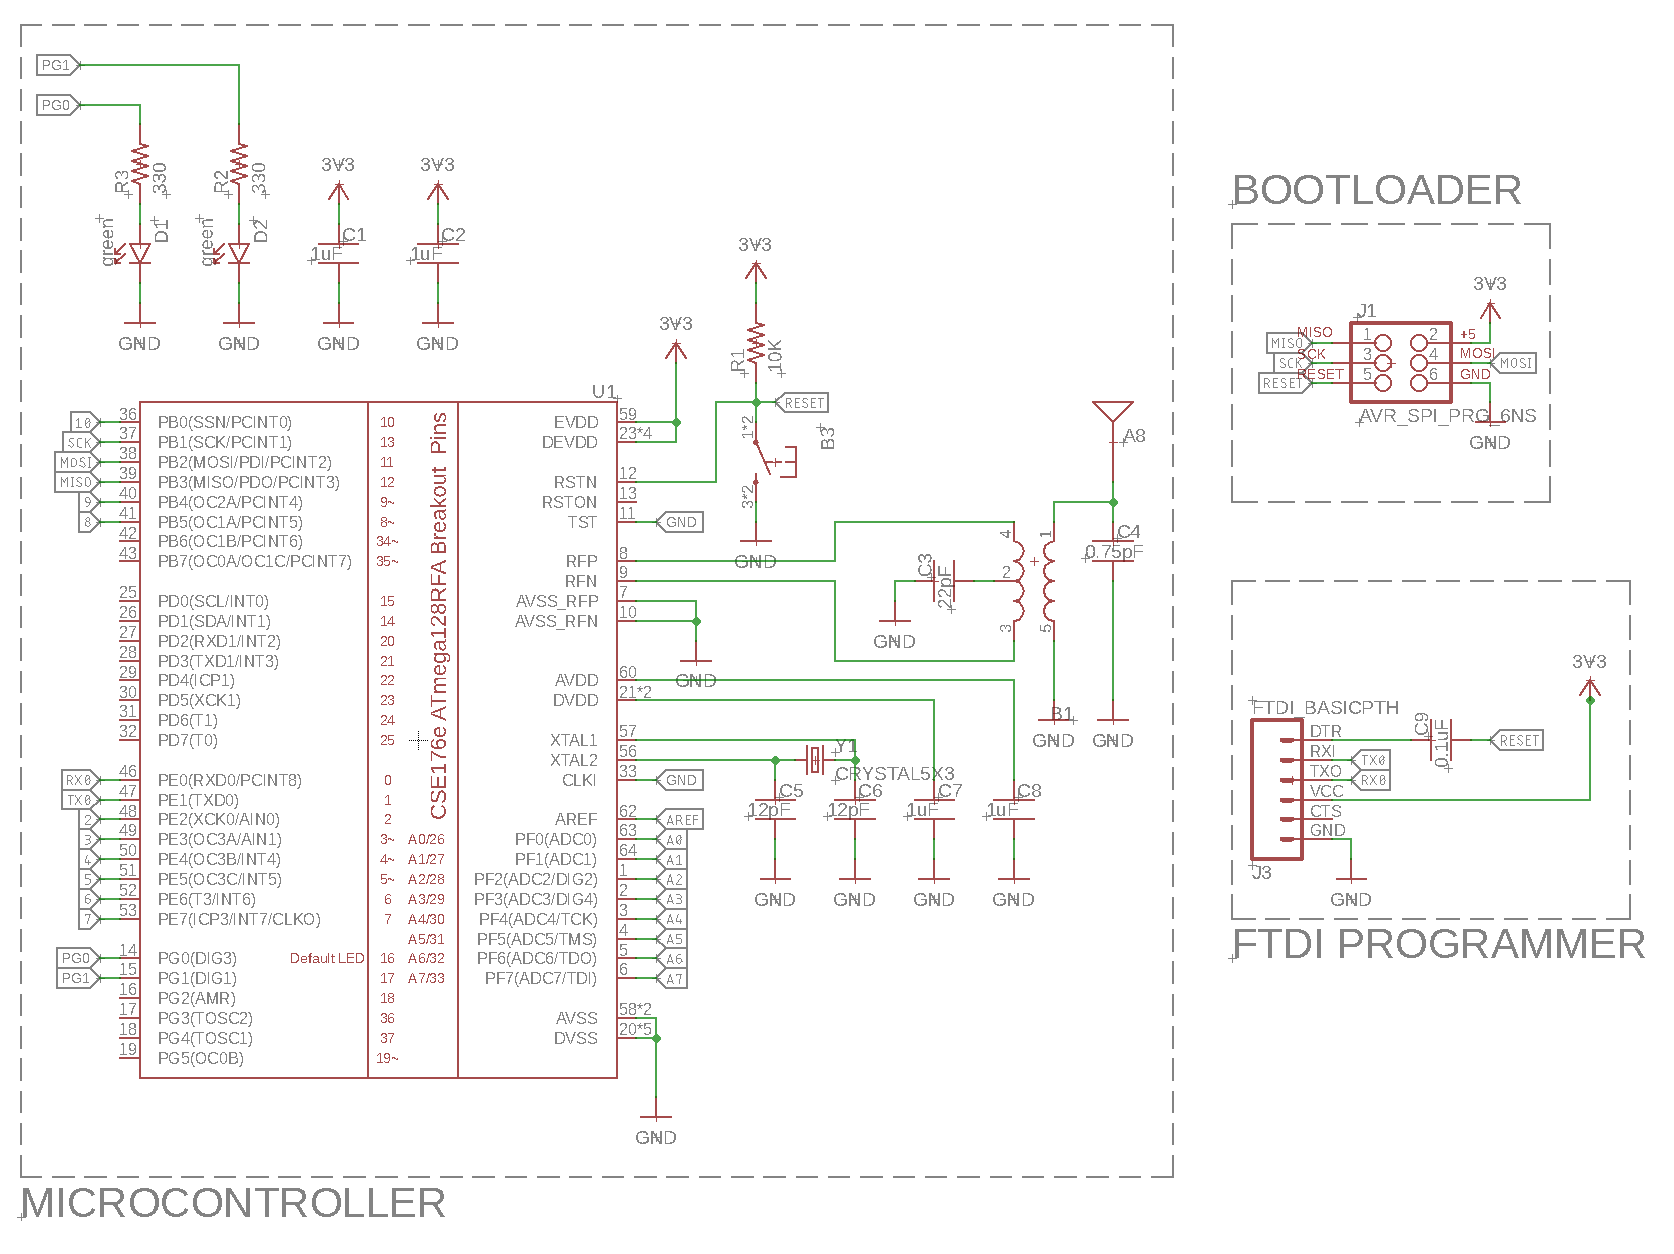 PG1
PG0
R3
330
R2
330
3V3
3V3
green
D1
green
D2
C1
1uF
C2
1uF
GND
GND
GND
GND
3V3
3V3
R1
10K
RESET
1*2
3*2
B3
GND
U1
CSE176e ATmega128RFA Breakout Pins
10 36 PB0(SSN/PCINT0) 10
SCK 37 PB1(SCK/PCINT1) 13
MOSI 38 PB2(MOSI/PDI/PCINT2) 11
MISO 39 PB3(MISO/PDO/PCINT3) 12
9 40 PB4(OC2A/PCINT4) 9~
8 41 PB5(OC1A/PCINT5) 8~
42 PB6(OC1B/PCINT6) 34~
43 PB7(OC0A/OC1C/PCINT7) 35~
25 PD0(SCL/INT0) 15
26 PD1(SDA/INT1) 14
27 PD2(RXD1/INT2) 20
28 PD3(TXD1/INT3) 21
29 PD4(ICP1) 22
30 PD5(XCK1) 23
31 PD6(T1) 24
32 PD7(T0) 25
RX0 46 PE0(RXD0/PCINT8) 0
TX0 47 PE1(TXD0) 1
2 48 PE2(XCK0/AIN0) 2
3 49 PE3(OC3A/AIN1) 3~ A0/26
4 50 PE4(OC3B/INT4) 4~ A1/27
5 51 PE5(OC3C/INT5) 5~ A2/28
6 52 PE6(T3/INT6) 6 A3/29
7 53 PE7(ICP3/INT7/CLKO) 7 A4/30
A5/31
PG0 14 PG0(DIG3) Default LED 16 A6/32
PG1 15 PG1(DIG1) 17 A7/33
16 PG2(AMR) 18
17 PG3(TOSC2) 36
18 PG4(TOSC1) 37
19 PG5(OC0B) 19~
EVDD 59
DEVDD 23*4
RSTN 12
RSTON 13
TST 11 GND
RFP 8
RFN 9
AVSS_RFP 7
AVSS_RFN 10
GND
AVDD 60
DVDD 21*2
XTAL1 57
XTAL2 56
CLKI 33 GND
AREF 62 AREF
PF0(ADC0) 63 A0
PF1(ADC1) 64 A1
PF2(ADC2/DIG2) 1 A2
PF3(ADC3/DIG4) 2 A3
PF4(ADC4/TCK) 3 A4
PF5(ADC5/TMS) 4 A5
PF6(ADC6/TDO) 5 A6
PF7(ADC7/TDI) 6 A7
AVSS 58*2
DVSS 20*5
GND
A8
C4
0.75pF
C3
22pF
GND
4
2
3
1
5
B1
GND
GND
Y1
CRYSTAL5X3
C5
12pF
C6
12pF
C7
1uF
C8
1uF
GND
GND
GND
GND
MICROCONTROLLER
BOOTLOADER
3V3
J1
MISO MISO 1 2 +5
SCK SCK 3 4 MOSI MOSI
RESET RESET 5 6 GND
AVR_SPI_PRG_6NS
GND
3V3
FTDI_BASICPTH
DTR
RXI TX0
TXO RX0
VCC
CTS
GND
C9
0.1uF
RESET
J3
GND
FTDI PROGRAMMER